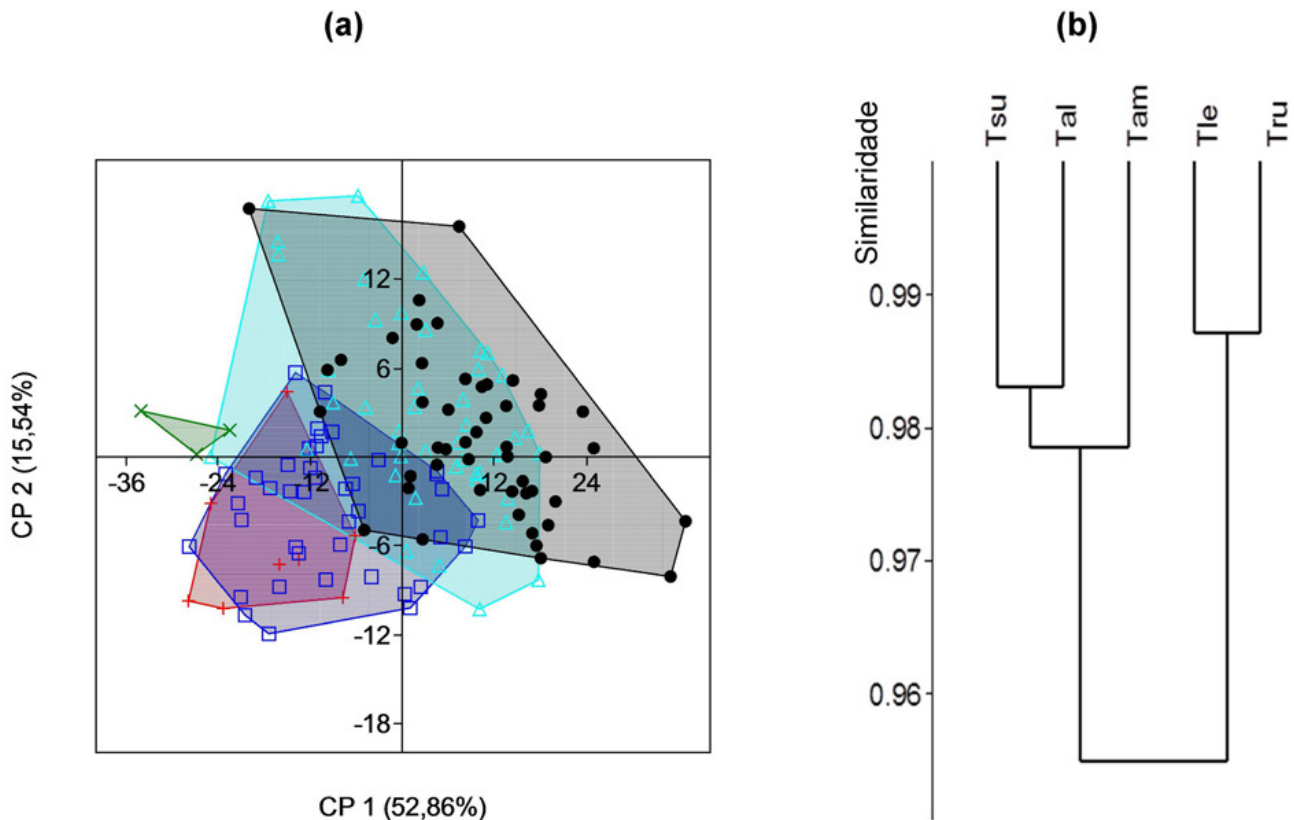 (a)
CP 2 (15,54%)
12
6
-36
-24
-12
12
24
-6
-12
-18
CP 1 (52,86%)
(b)
Similaridade
Tsu
Tal
Tam
Tle
Tru
0.99
0.98
0.97
0.96